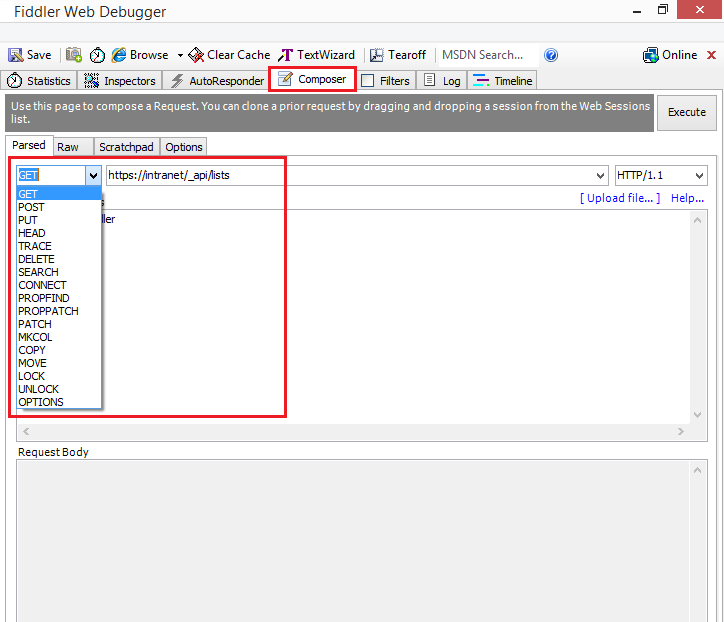 Fiddler Web Debugger
Save Browse Clear Cache TextWizard Tearoff MSDN Search... Online
Statistics Inspectors AutoResponder Composer Filters Log Timeline
Use this page to compose a Request. You can clone a prior request by dragging and dropping a session from the Web Sessions
list.
Execute
Parsed Raw Scratchpad Options
GET https://intranet/_api/lists HTTP/1.1
[ Upload file... ] Help...
GET
POST
PUT
HEAD
TRACE
DELETE
SEARCH
CONNECT
PROPFIND
PROPPATCH
PATCH
MKCOL
COPY
MOVE
LOCK
UNLOCK
OPTIONS
Request Body